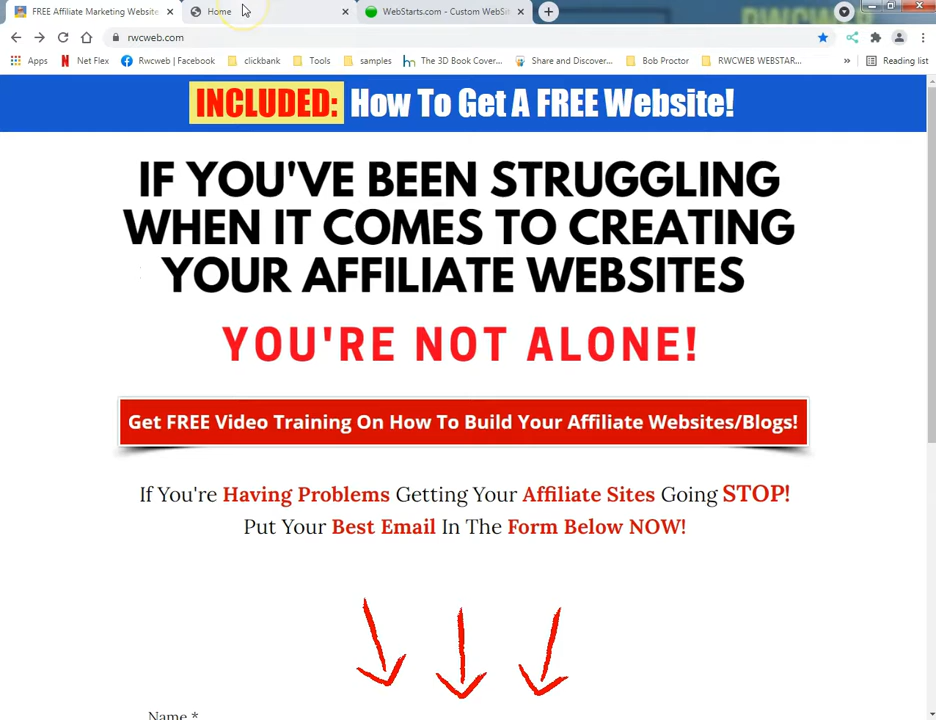 FREE Affiliate Marketing Website
Home
WebStarts.com - Custom WebSit
rwcweb.com
Apps
Net Flex
Rwcweb | Facebook
clickbank
Tools
samples
The 3D Book Cover...
Share and Discover...
Bob Proctor
RWCWEB WEBSTAR...
»
Reading list
INCLUDED: How To Get A FREE Website!
IF YOU'VE BEEN STRUGGLING
WHEN IT COMES TO CREATING
YOUR AFFILIATE WEBSITES
YOU'RE NOT ALONE!
Get FREE Video Training On How To Build Your Affiliate Websites/Blogs!
If You're Having Problems Getting Your Affiliate Sites Going STOP!
Put Your Best Email In The Form Below NOW!
Name *